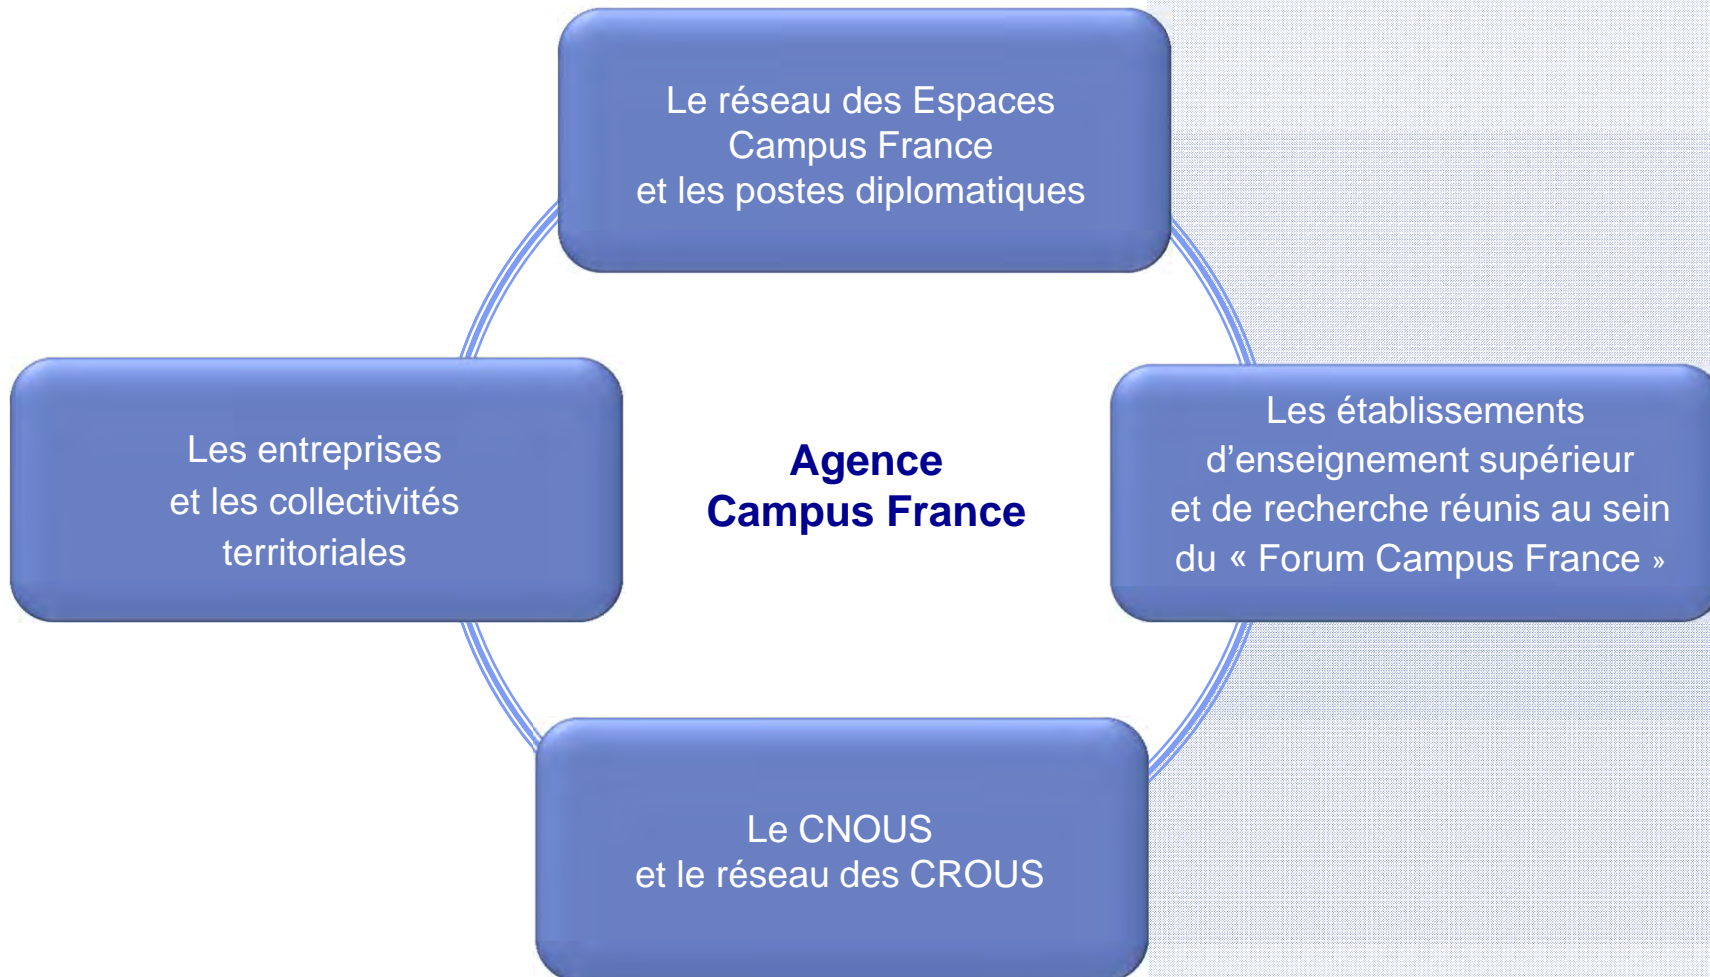 Le réseau des Espaces
Campus France
et les postes diplomatiques
Les entreprises
et les collectivités
territoriales
Agence
Campus France
Les établissements
d’enseignement supérieur
et de recherche réunis au sein
du « Forum Campus France »
Le CNOUS
et le réseau des CROUS